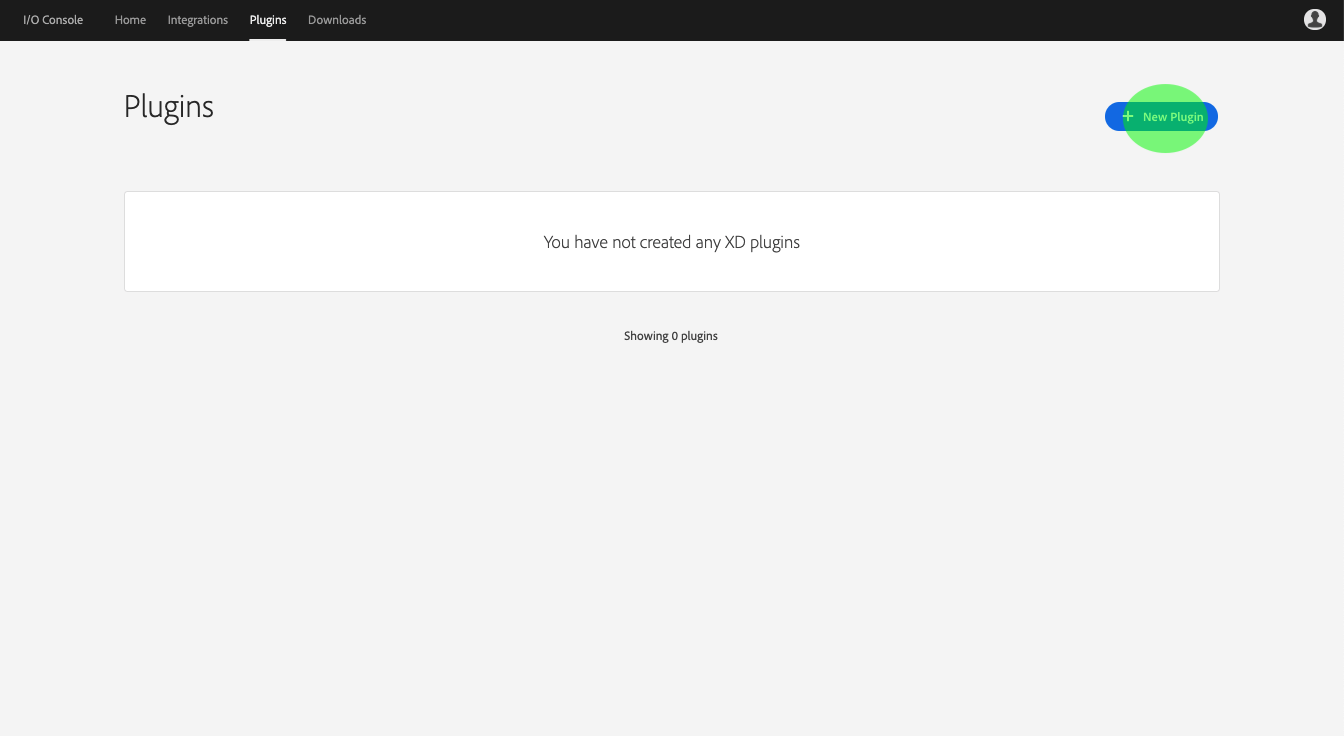 I/O Console Home Integrations Plugins Downloads
Plugins
+ New Plugin
You have not created any XD plugins
Showing 0 plugins